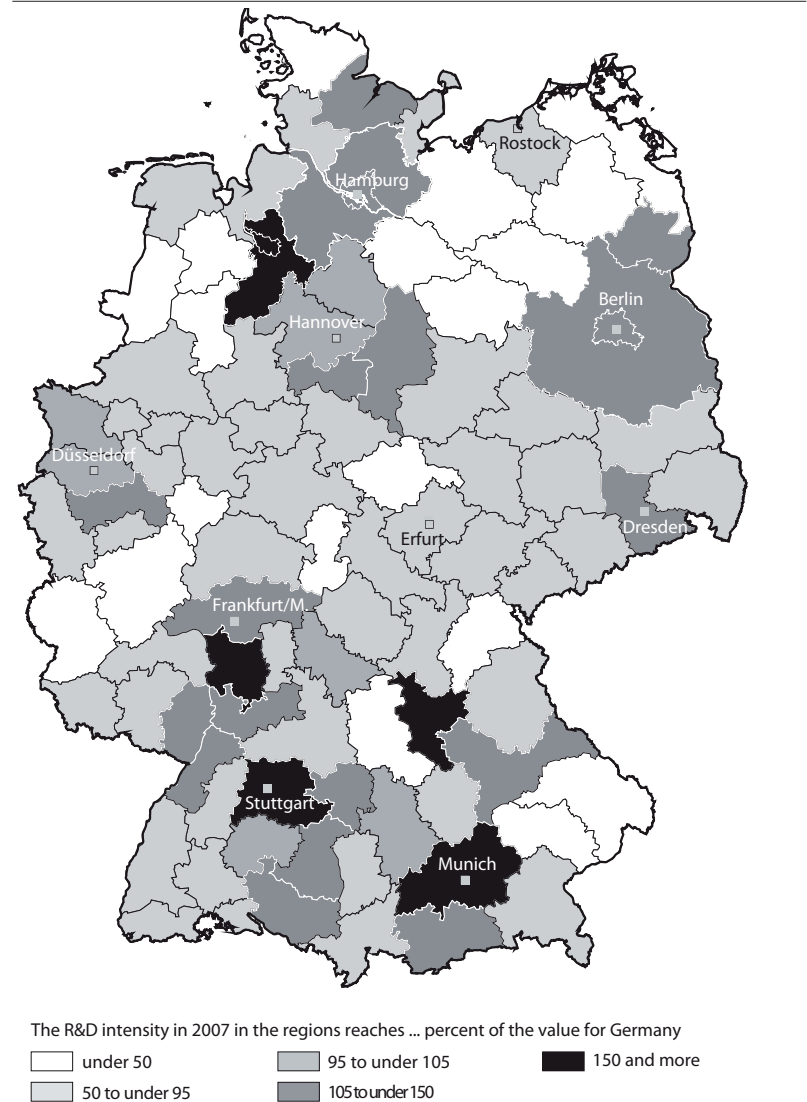 Rostock
Hamburg
Berlin
Hannover
Düsseldorf
Erfurt
Dresden
Frankfurt/M.
Stuttgart
Munich
The R&D intensity in 2007 in the regions reaches ... percent of the value for Germany
under 50
95 to under 105
150 and more
50 to under 95
105 to under 150